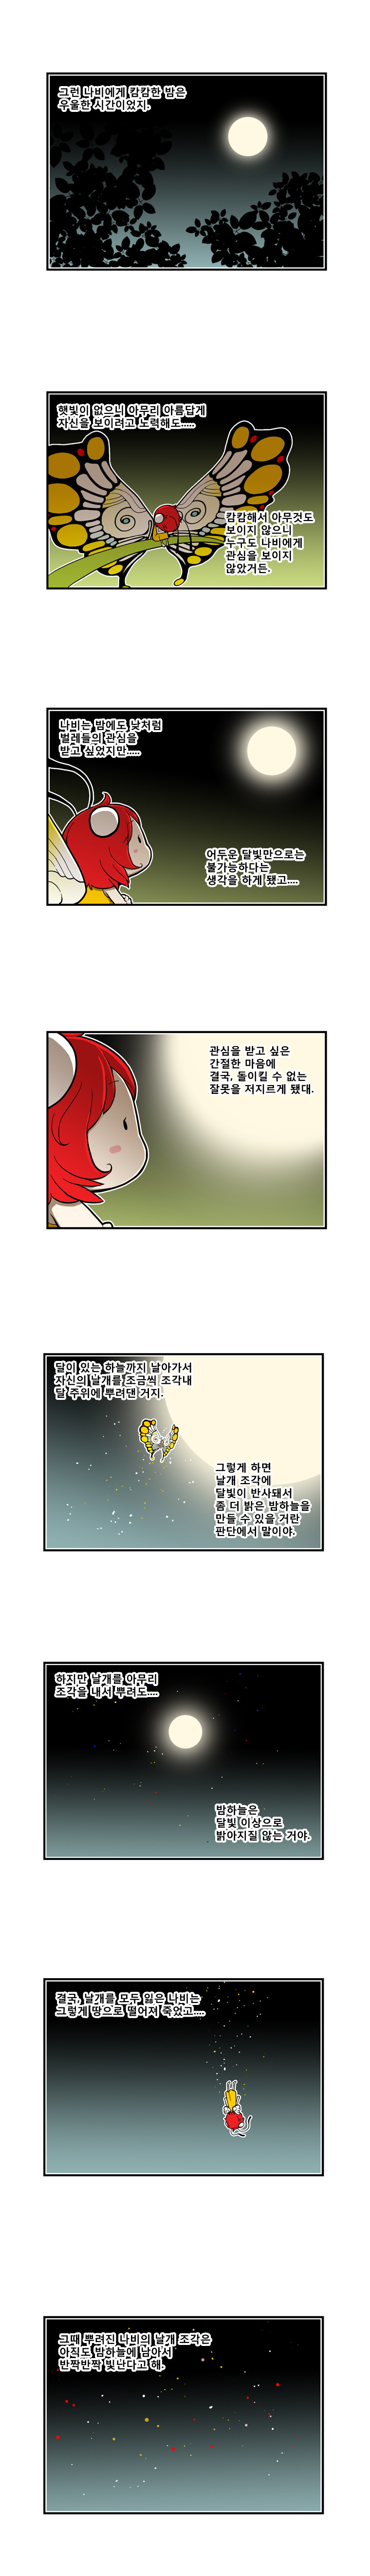 그런 나비에게 캄캄한 밤은
우울한 시간이었지.
햇빛이 없으니 아무리 아름답게
자신을 보이려고 노력해도.....
캄캄해서 아무것도
보이지 않으니
누구도 나비에게
관심을 보이지
않았거든.
나비는 밤에도 낮처럼
벌레들의 관심을
받고 싶었지만.....
어두운 달빛만으로는
불가능하다는
생각을 하게 됐고....
관심을 받고 싶은
간절한 마음에
결국, 돌이킬 수 없는
잘못을 저지르게 됐대.
달이 있는 하늘까지 날아가서
자신의 날개를 조금씩 조각내
달 주위에 뿌려댄 거지.
그렇게 하면
날개 조각에
달빛이 반사돼서
좀 더 밝은 밤하늘을
만들 수 있을 거란
판단에서 말이야.
하지만 날개를 아무리
조각을 내서 뿌려도....
밤하늘은
달빛 이상으로
밝아지질 않는 거야.
결국, 날개를 모두 잃은 나비는
그렇게 땅으로 떨어져 죽었고....
그때 뿌려진 나비의 날개 조각은
아직도 밤하늘에 남아서
반짝반짝 빛난다고 해.